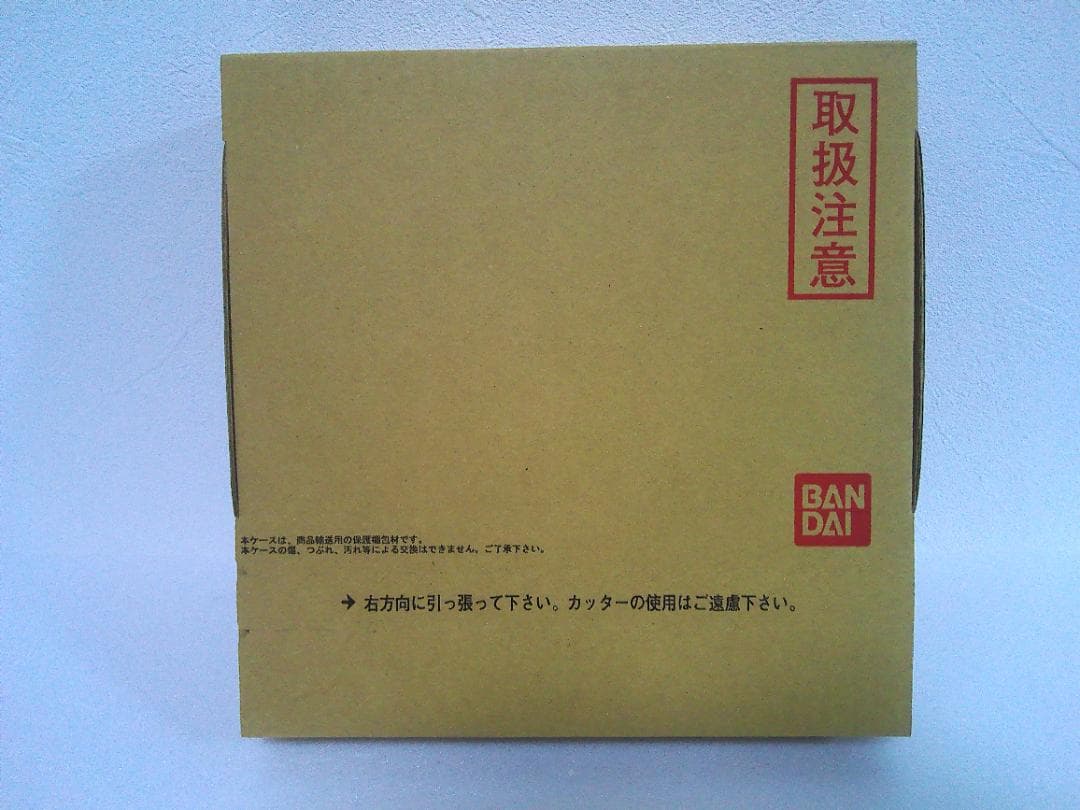 取扱注意
BAN
DAI
本ケースは、商品輸送用の保護梱包材です。
本ケースの傷、つぶれ、汚れ等による交換はできません。ご了承下さい。
→ 右方向に引っ張って下さい。カッターの使用はご遠慮下さい。